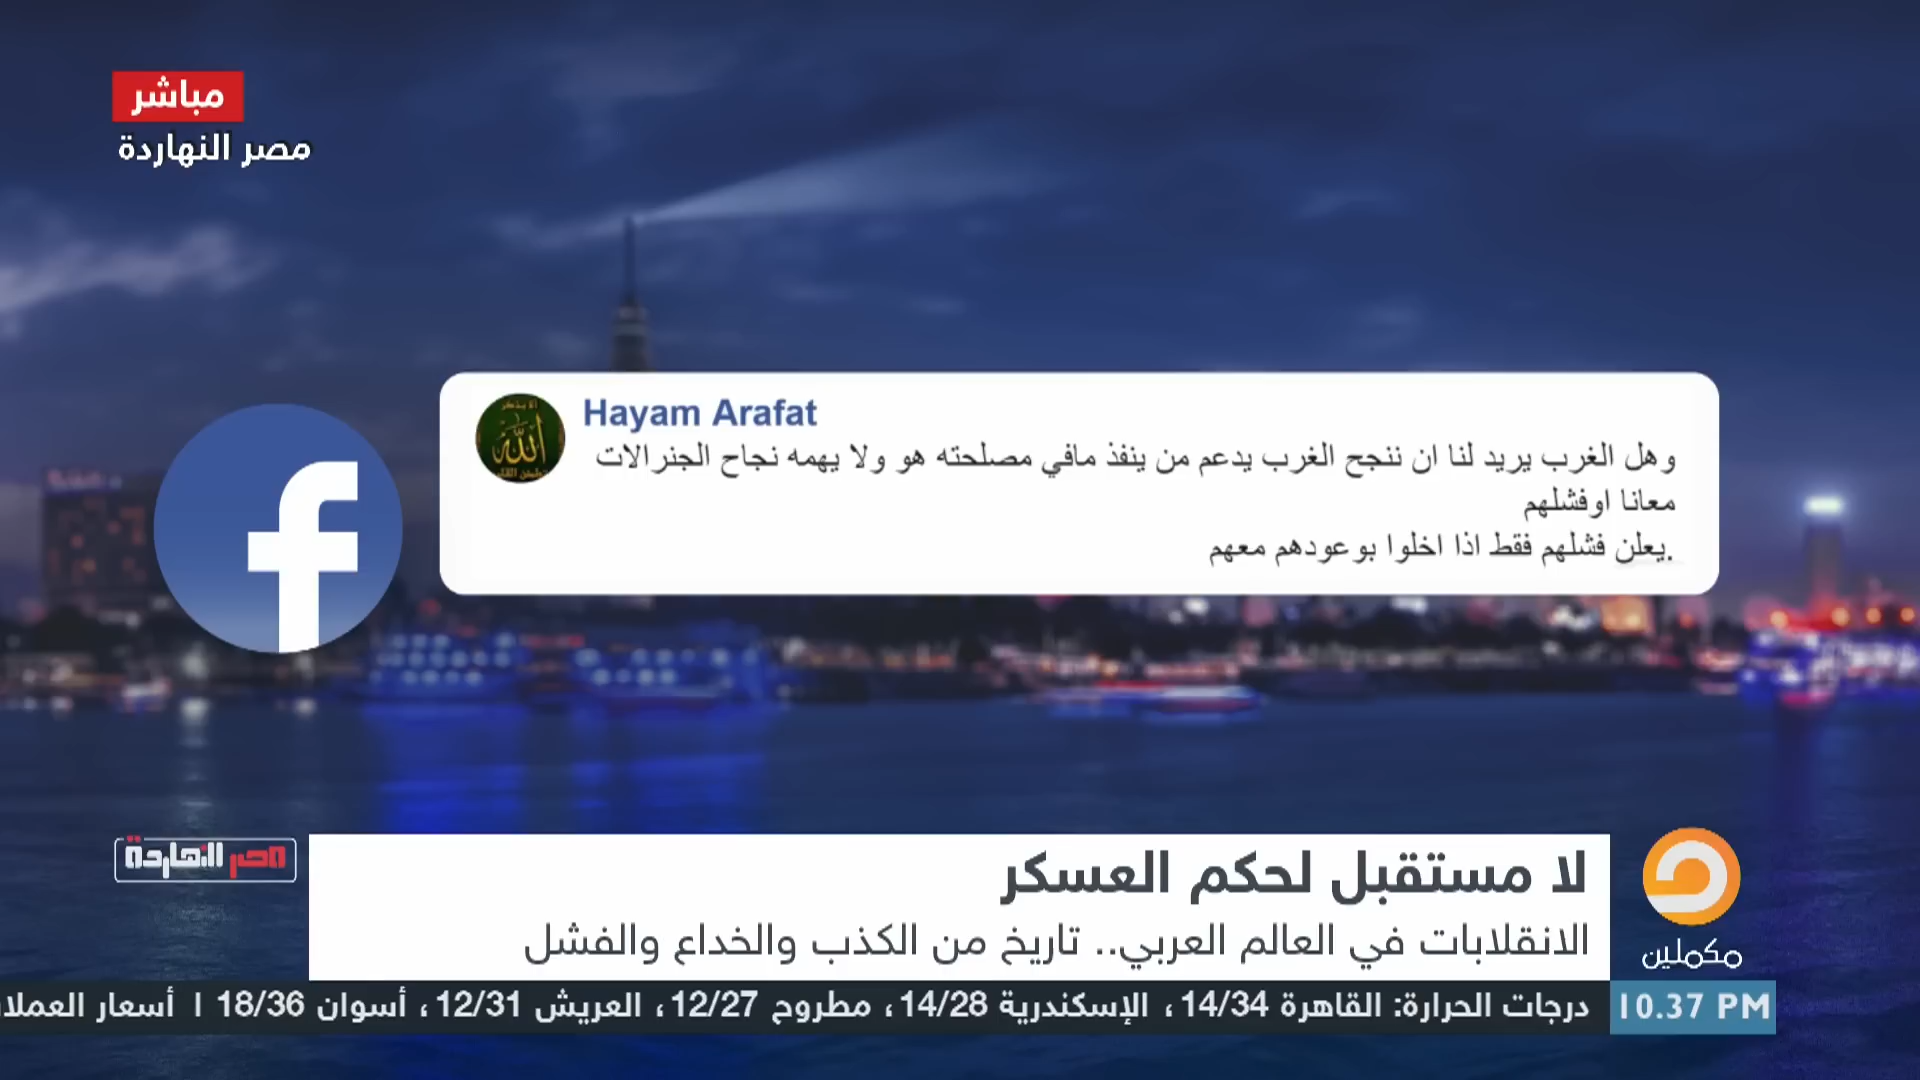 مباشر
مصر النهاردة
Hayam Arafat
وهل الغرب يريد لنا ان ننجح الغرب يدعم من ينفذ مافي مصلحته هو ولا يهمه نجاح الجنرالات
معانا اوفشلهم
.يعلن فشلهم فقط اذا اخلوا بوعودهم معهم
مصر النهاردة
لا مستقبل لحكم العسكر
الانقلابات في العالم العربي.. تاريخ من الكذب والخداع والفشل
مكملين
درجات الحرارة: القاهرة 14/34، الإسكندرية 14/28، مطروح 12/27، العريش 12/31، أسوان 18/36 | أسعار العملا
10.37 PM